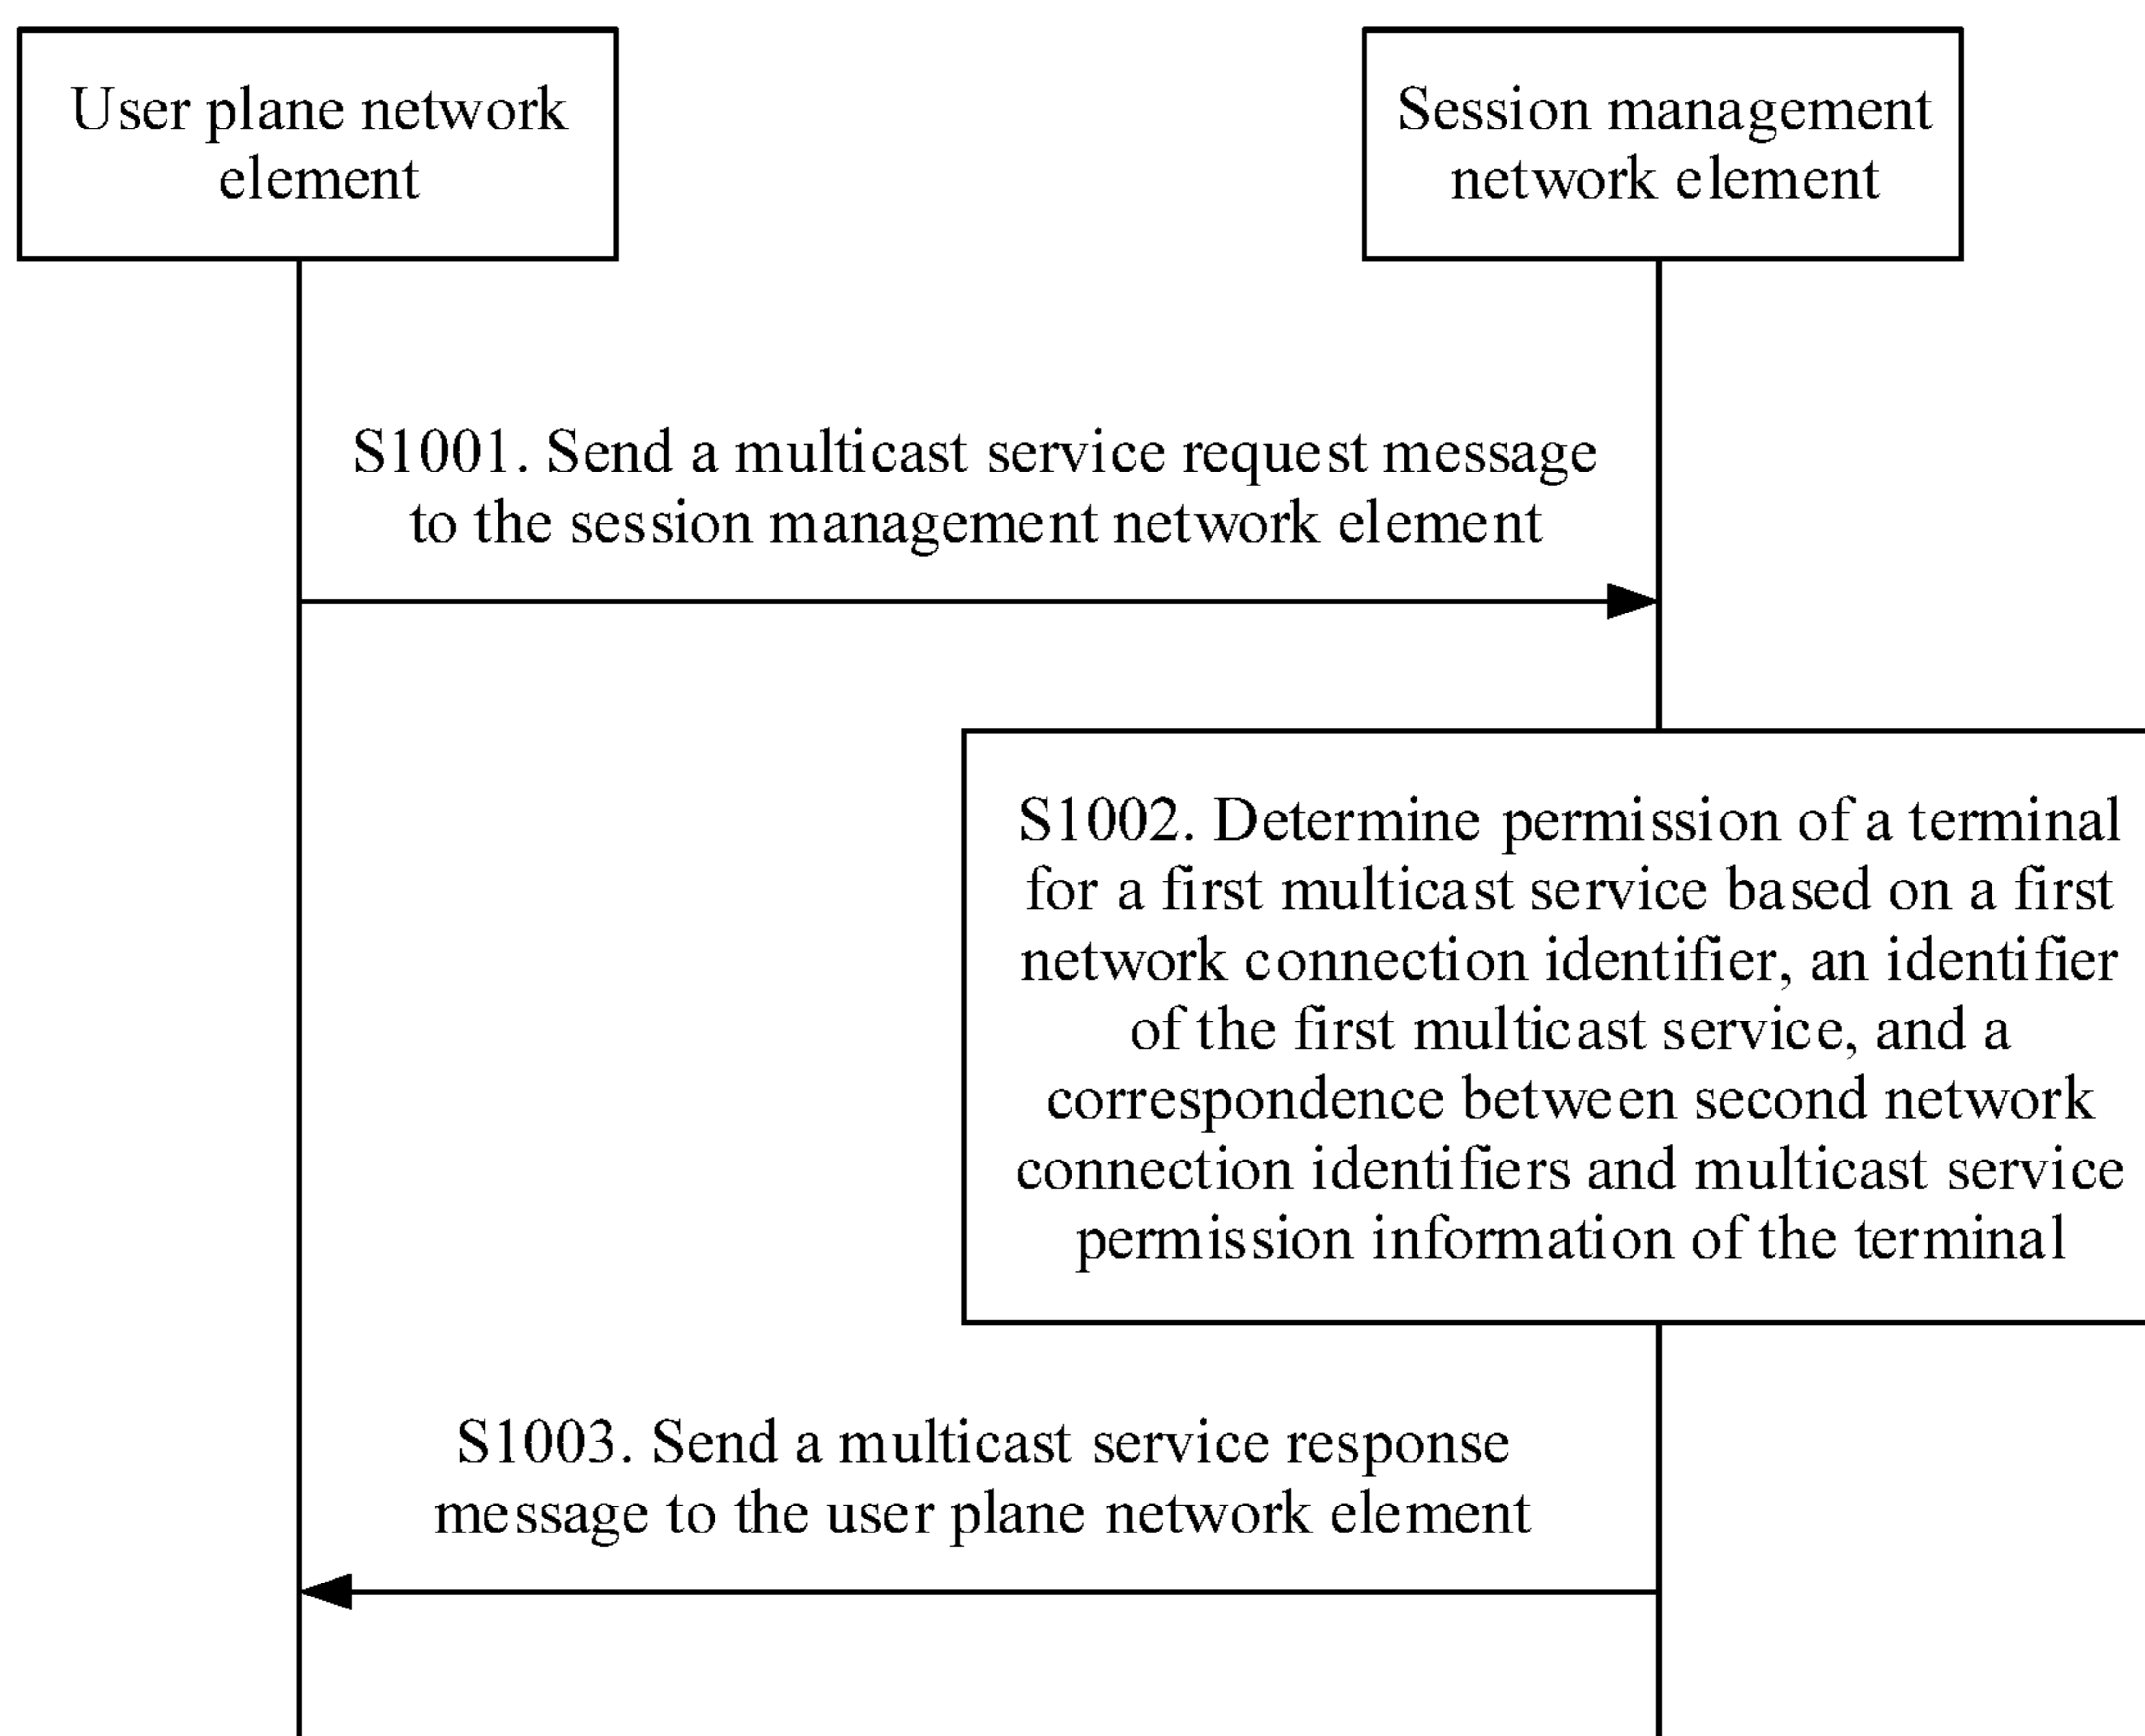 User plane network
element
Session management
network element
S1001. Send a multicast service request message
to the session management network element
S1002. Determine permission of a terminal
for a first multicast service based on a first
network connection identifier, an identifier
of the first multicast service, and a
correspondence between second network
connection identifiers and multicast service
permission information of the terminal
S1003. Send a multicast service response
message to the user plane network element